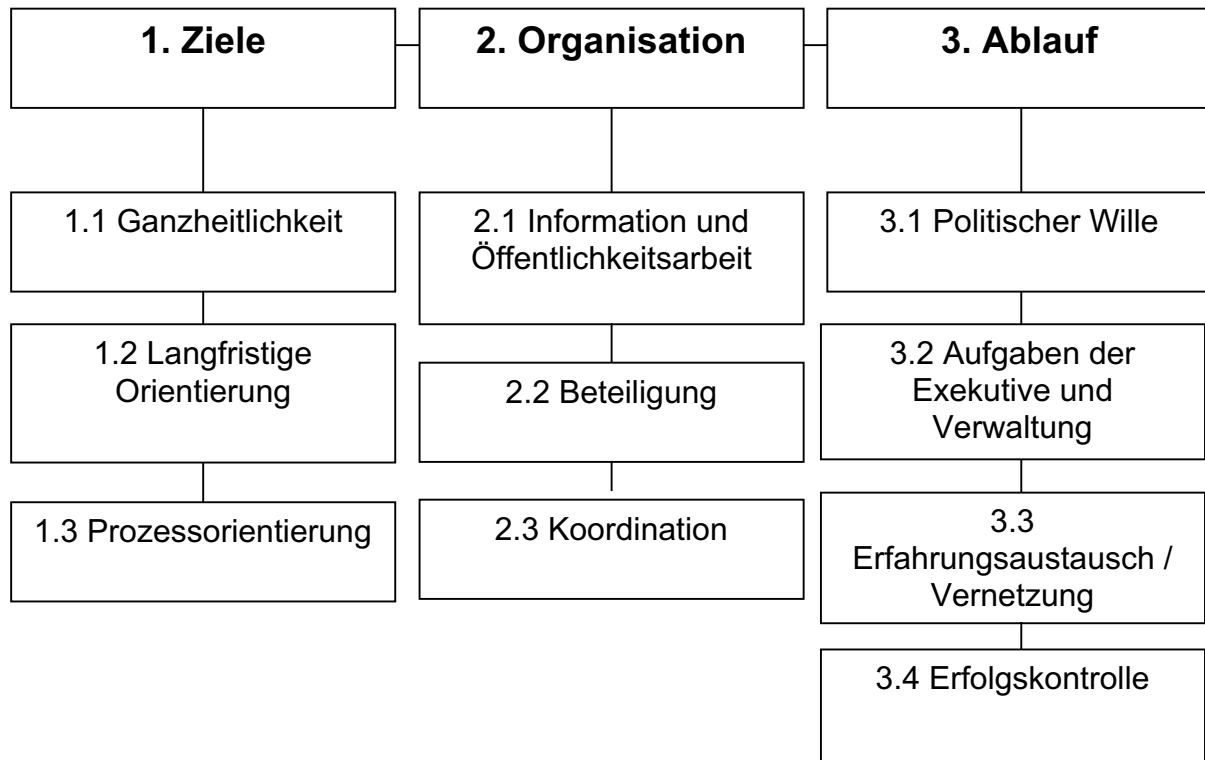 1. Ziele
2. Organisation
3. Ablauf
1.1 Ganzheitlichkeit
2.1 Information und
Öffentlichkeitsarbeit
3.1 Politischer Wille
1.2 Langfristige
Orientierung
2.2 Beteiligung
3.2 Aufgaben der
Exekutive und
Verwaltung
1.3 Prozessorientierung
2.3 Koordination
3.3
Erfahrungsaustausch /
Vernetzung
3.4 Erfolgskontrolle